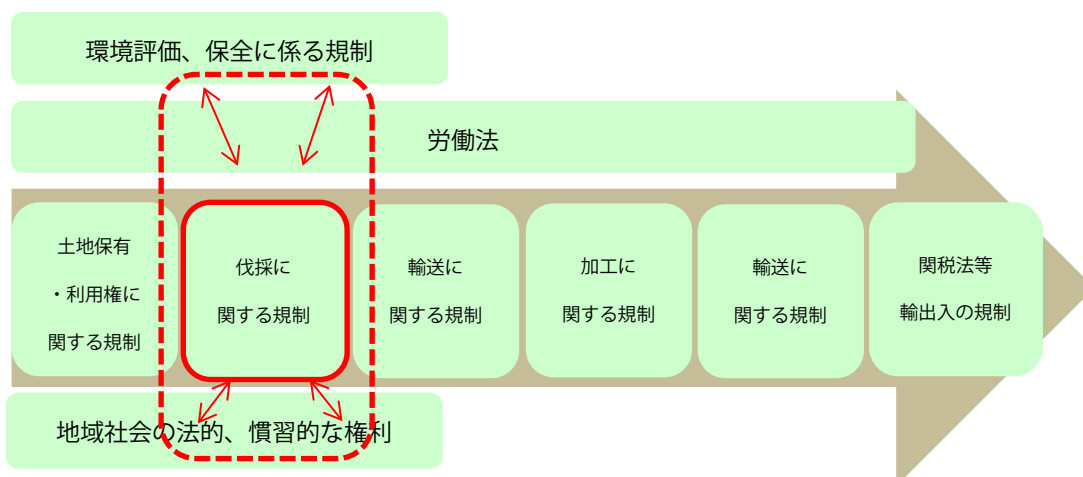 環境評価、保全に係る規制
労働法
土地保有
・利用権に
関する規制
伐採に
関する規制
輸送に
関する規制
加工に
関する規制
輸送に
関する規制
関税法等
輸出入の規制
地域社会の法的、慣習的な権利